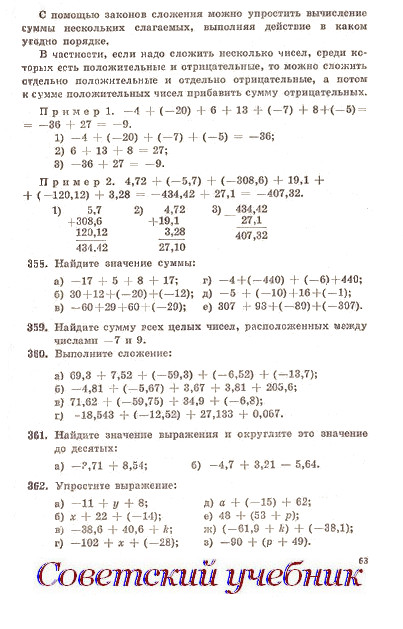 С помощью законов сложения можно упростить вычисление
суммы нескольких слагаемых, выполняя действие в каком
угодно порядке.
В частности, если надо сложить несколько чисел, среди ко-
торых есть положительные и отрицательные, то можно сложить
отдельно положительные и отдельно отрицательные, а потом
к сумме положительных чисел прибавить сумму отрицательных.
Пример 1. −4 + (−20) + 6 + 13 + (−7) + 8+(−5)=
= −36 + 27 = −9.
1) −4 + (−20) + (−7) + (−5) = −36;
2) 6 + 13 + 8 = 27;
3) −36 + 27 = −9.
Пример 2. 4,72 + (−5,7) + (−308,6) + 19,1 +
+ (−120,12) + 3,28 = −434,42 + 27,1 = −407,32.
1) 5,7 2) 4,72 3) −434,42
+308,6 +19,1 27,1
120,12 3,28 407,32
434,42 27,10
358. Найдите значение суммы:
а) −17 + 5 + 8 + 17; г) −4+(−440) + (−6)+440;
б) 30+12+(−20)+(−12); д) −5 + (−10)+16+(−1);
в) −60+29+60+(−29); е) 307 + 93+(−89)+(−307).
359. Найдите сумму всех целых чисел, расположенных между
числами −7 и 9.
360. Выполните сложение:
а) 69,3 + 7,52 + (−59,3) + (−6,52) + (−13,7);
б) −4,81 + (−5,67) + 3,67 + 3,81 + 205,6;
в) 71,62 + (−59,75) + 34,9 + (−6,8);
г) −18,543 + (−12,52) + 27,133 + 0,067.
361. Найдите значение выражения и округлите это значение
до десятых:
а) 8,54; б) −4,7 + 3,21 − 5,64.
362. Упростите выражение:
а) −11 + y + 8; д) a + (−15) + 62;
б) x + 22 + (−14); е) 48 + (53 + p);
в) −38,6 + 40,6 + k; ж) (−61,9 + k) + (−38,1);
г) −102 + x + (−28); з) −90 + (p + 49).
63
Советский учебник